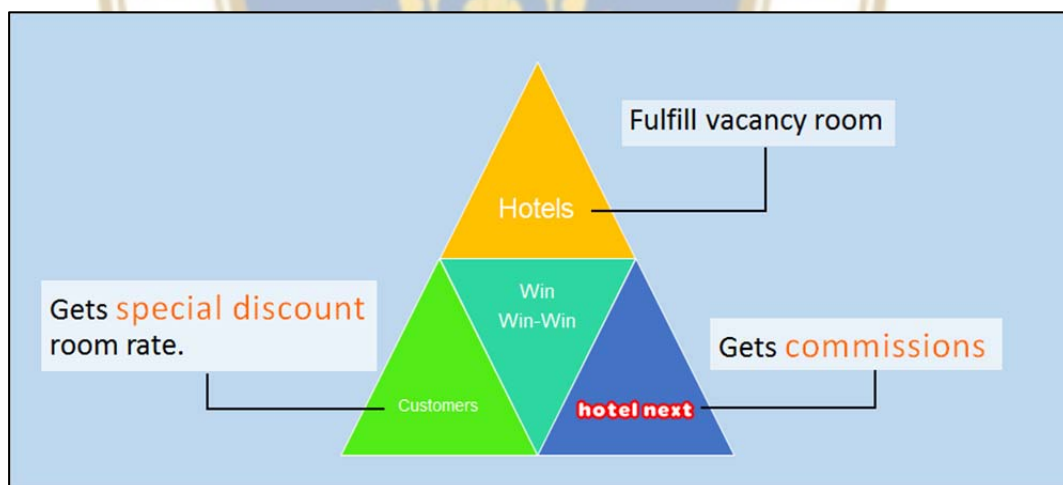 Fulfill vacancy room
Hotels
Win
Win-Win
Gets special discount
room rate.
Gets commissions
Customers
hotel next